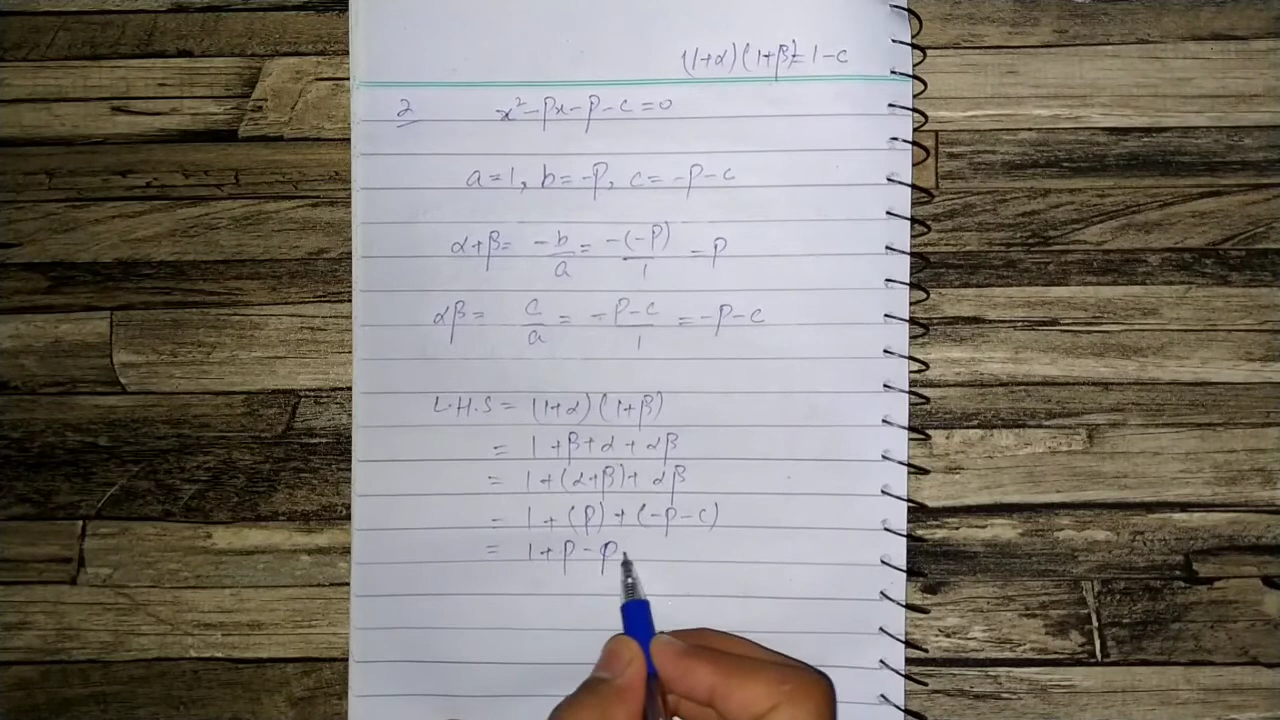 (1+α)(1+β)=1-c
2 x²-px-p-c=0
a=1, b=-p, c=-p-c
α+β= -b/a = -(-p)/1 = p
αβ= c/a = -p-c/1 = -p-c
L.H.S = (1+α)(1+β)
= 1+β+α+αβ
= 1+(α+β)+αβ
= 1+(p)+(-p-c)
= 1+p-p